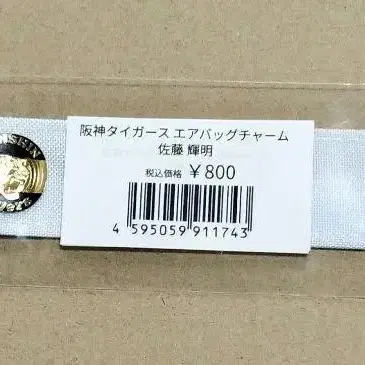 阪神タイガース エアバッグチャーム
佐藤 輝明
税込価格 ￥800
4 595059 911743